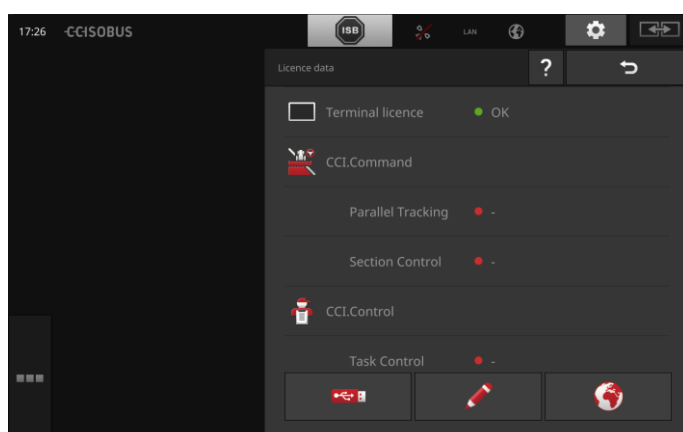 17:26 CCISOBUS ISB LAN
Licence data ?
Terminal licence OK
CCI.Command
Parallel Tracking -
Section Control -
CCI.Control
Task Control -